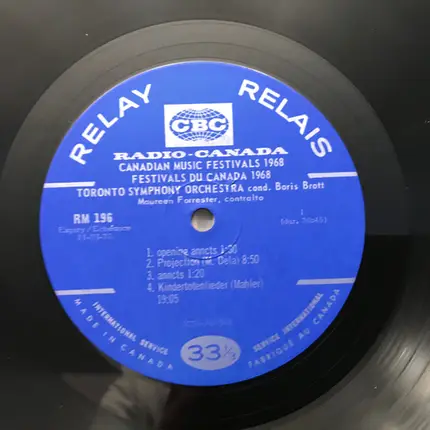 RELAY RELAIS
CBC
RADIO-CANADA
CANADIAN MUSIC FESTIVALS 1968
FESTIVALS DU CANADA 1968
TORONTO SYMPHONY ORCHESTRA cond. Boris Brott
Maureen Forrester, contralto
RM 196
1
1. opening anncts 1:30
2. Projection (M. Dela) 8:50
3. anncts 1:20
4. Kindertotenlieder (Mahler)
19:05
INTERNATIONAL SERVICE
MADE IN CANADA
33⅓
SERVICE INTERNATIONAL
FABRIQUÉ AU CANADA